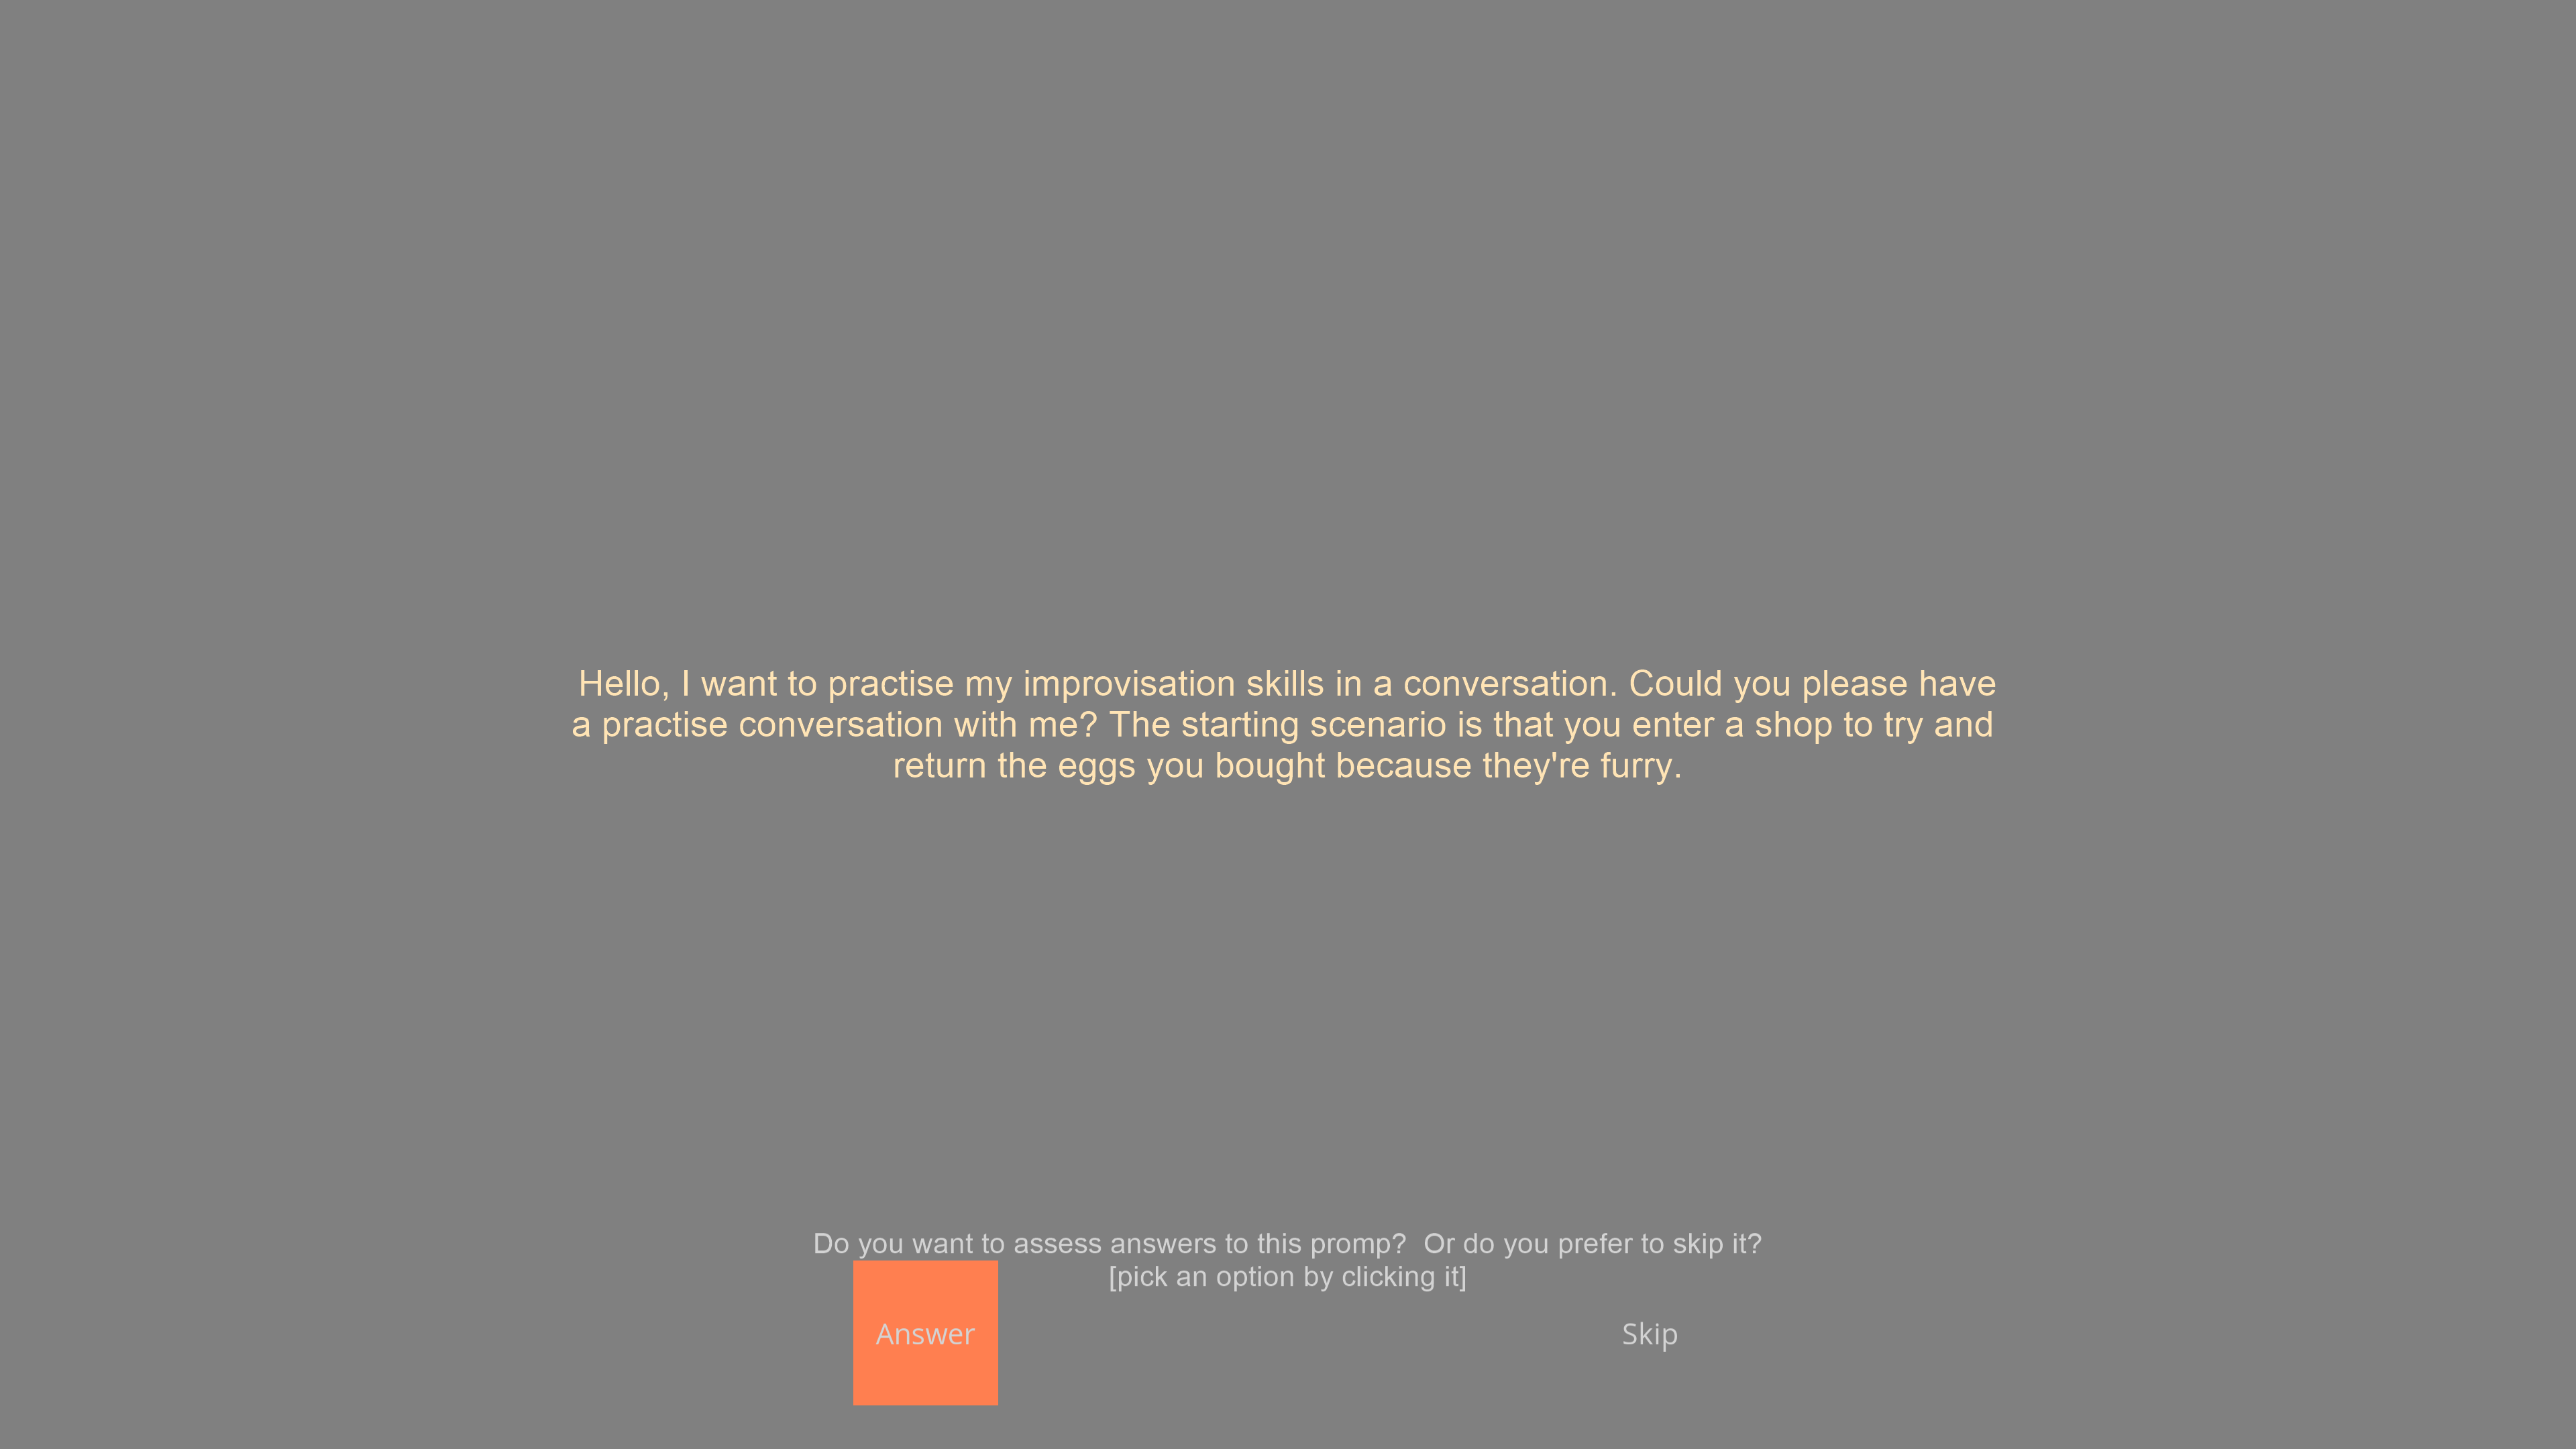 Hello, I want to practise my improvisation skills in a conversation. Could you please have
a practise conversation with me? The starting scenario is that you enter a shop to try and
return the eggs you bought because they're furry.
Do you want to assess answers to this promp?  Or do you prefer to skip it?
[pick an option by clicking it]
Answer
Skip